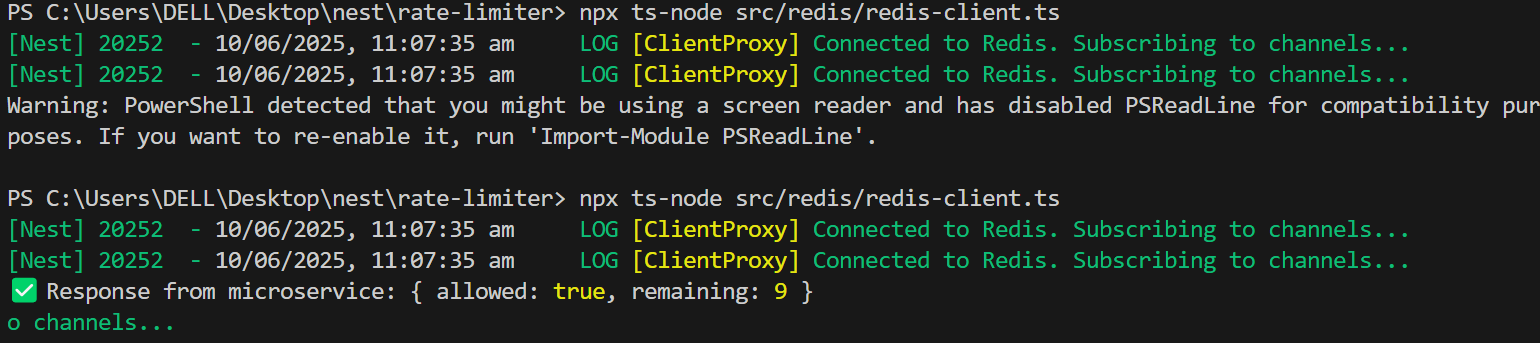 PS C:\Users\DELL\Desktop\nest\rate-limiter> npx ts-node src/redis/redis-client.ts
[Nest] 20252  - 10/06/2025, 11:07:35 am     LOG [ClientProxy] Connected to Redis. Subscribing to channels...
[Nest] 20252  - 10/06/2025, 11:07:35 am     LOG [ClientProxy] Connected to Redis. Subscribing to channels...
Warning: PowerShell detected that you might be using a screen reader and has disabled PSReadLine for compatibility pur
poses. If you want to re-enable it, run 'Import-Module PSReadLine'.
PS C:\Users\DELL\Desktop\nest\rate-limiter> npx ts-node src/redis/redis-client.ts
[Nest] 20252  - 10/06/2025, 11:07:35 am     LOG [ClientProxy] Connected to Redis. Subscribing to channels...
[Nest] 20252  - 10/06/2025, 11:07:35 am     LOG [ClientProxy] Connected to Redis. Subscribing to channels...
✅ Response from microservice: { allowed: true, remaining: 9 }
o channels...